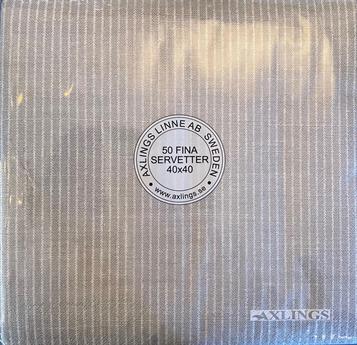 AXLINGS LINNE AB SWEDEN
50 FINA
SERVETTER
40x40
• www.axlings.se •
AXLINGS